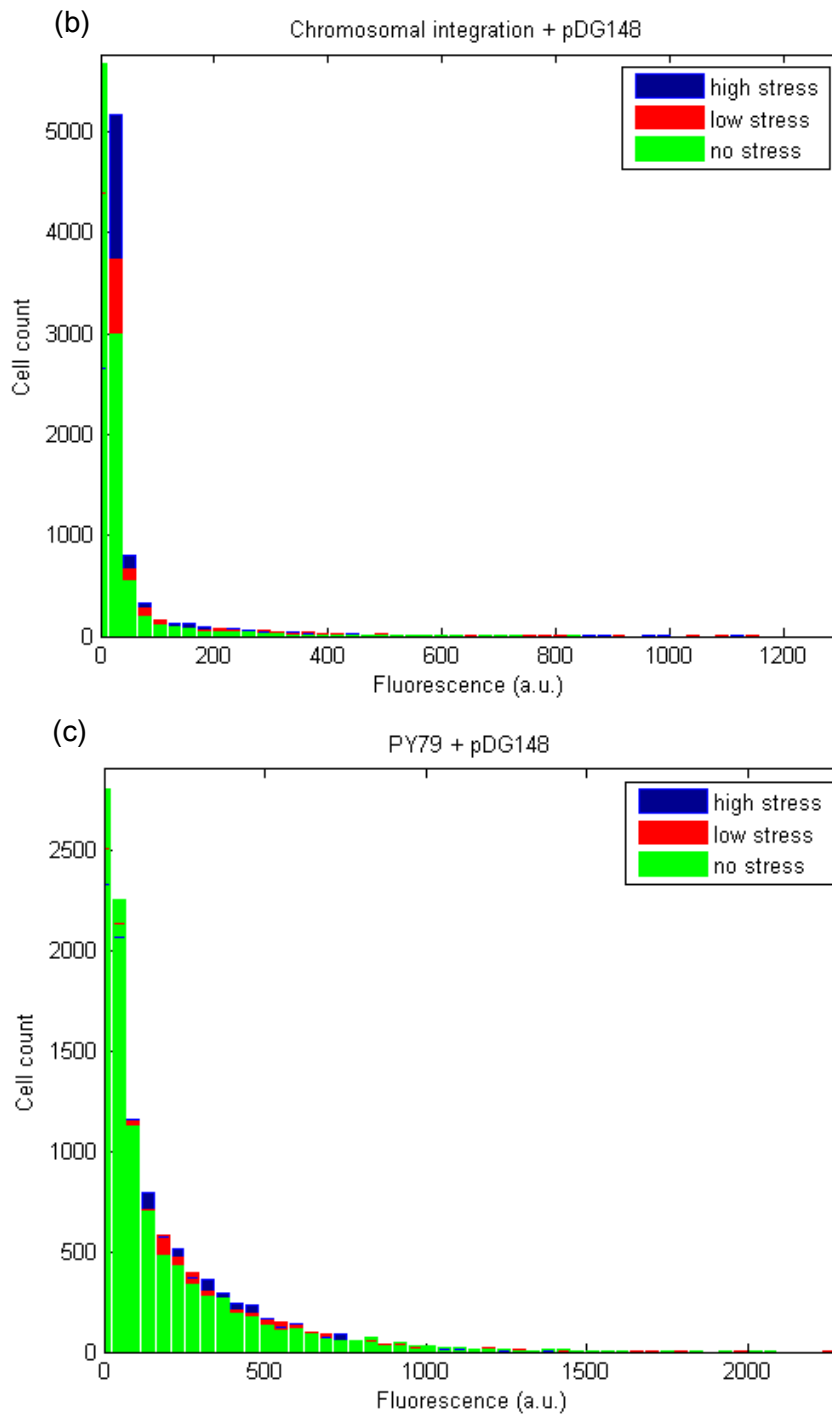 (b)
Chromosomal integration + pDG148
high stress
low stress
no stress
5000
4000
3000
2000
1000
0
Cell count
0 200 400 600 800 1000 1200
Fluorescence (a.u.)
(c)
PY79 + pDG148
high stress
low stress
no stress
2500
2000
1500
1000
500
0
Cell count
0 500 1000 1500 2000
Fluorescence (a.u.)